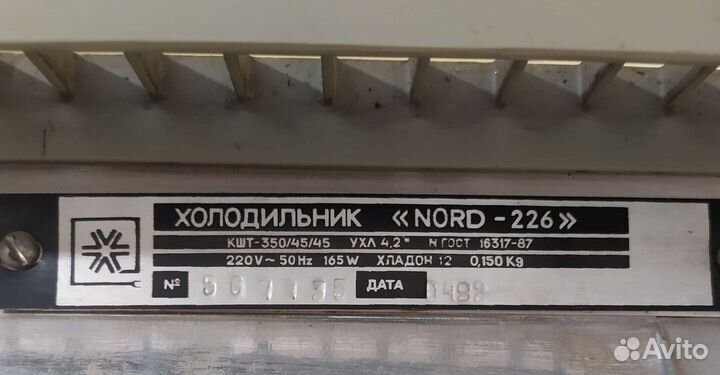 ХОЛОДИЛЬНИК «NORD - 226»
КШТ-350/45/45 УХЛ 4,2* N ГОСТ 16317-87
220V ~ 50Hz 165W ХЛАДОН 12 0,150 Kg
№ ДАТА
Avito